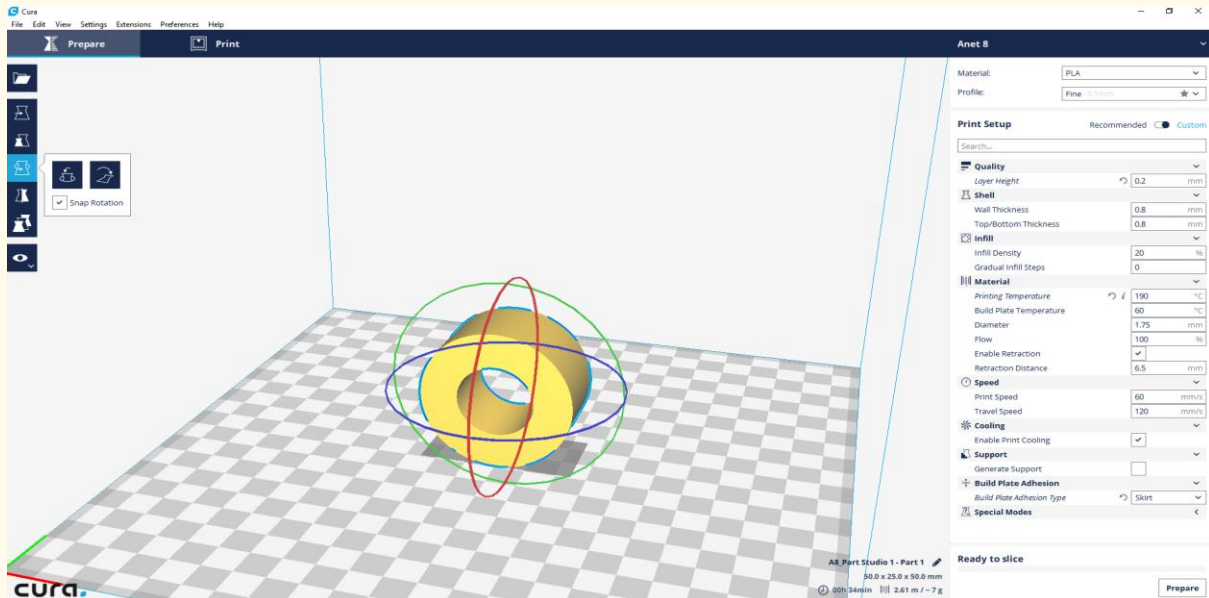 Cura
File Edit View Settings Extensions Preferences Help
Prepare Print Anet 8
Material: PLA
Profile: Fine 0.1mm
Print Setup Recommended Custom
Search...
Quality
Layer Height 0.2 mm
Shell
Wall Thickness 0.8 mm
Top/Bottom Thickness 0.8 mm
Infill
Infill Density 20 %
Gradual Infill Steps 0
Material
Printing Temperature i 190 °C
Build Plate Temperature 60 °C
Diameter 1.75 mm
Flow 100 %
Enable Retraction
Retraction Distance 6.5 mm
Speed
Print Speed 60 mm/s
Travel Speed 120 mm/s
Cooling
Enable Print Cooling
Support
Generate Support
Build Plate Adhesion
Build Plate Adhesion Type Skirt
Special Modes
Snap Rotation
A8_Part Studio 1 - Part 1
50.0 x 25.0 x 50.0 mm
00h 34min 2.61 m / ~ 7 g
cura.
Ready to slice
Prepare